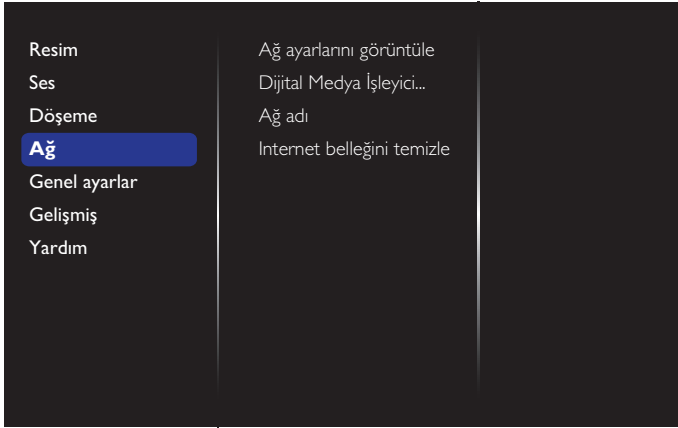 Resim
Ses
Döşeme
Ağ
Genel ayarlar
Gelişmiş
Yardım
Ağ ayarlarını görüntüle
Dijital Medya İşleyici...
Ağ adı
Internet belleğini temizle